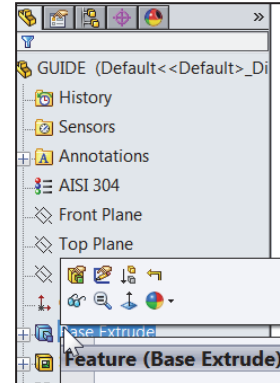 »
GUIDE (Default<<Default>_Di
History
Sensors
A Annotations
AISI 304
Front Plane
Top Plane
Base Extrude
Feature (Base Extrude)